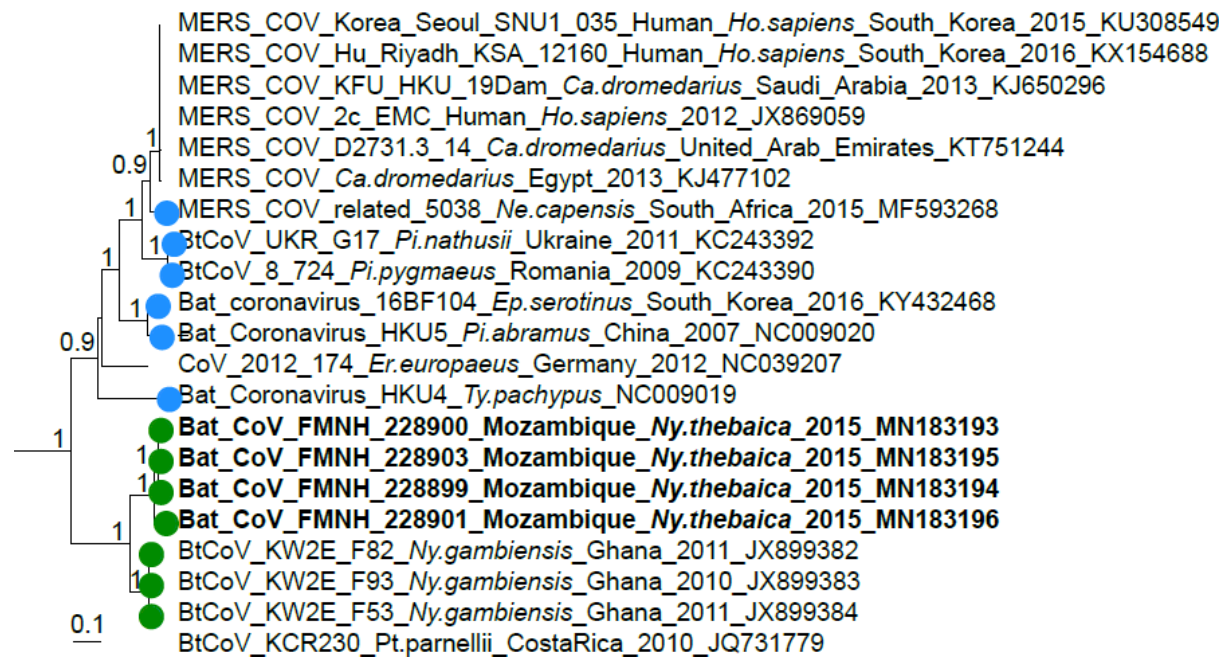 MERS_COV_Korea_Seoul_SNU1_035_Human_Ho.sapiens_South_Korea_2015_KU308549
MERS_COV_Hu_Riyadh_KSA_12160_Human_Ho.sapiens_South_Korea_2016_KX154688
MERS_COV_KFU_HKU_19Dam_Ca.dromedarius_Saudi_Arabia_2013_KJ650296
MERS_COV_2c_EMC_Human_Ho.sapiens_2012_JX869059
1
MERS_COV_D2731.3_14_Ca.dromedarius_United_Arab_Emirates_KT751244
0.9
MERS_COV_Ca.dromedarius_Egypt_2013_KJ477102
1
MERS_COV_related_5038_Ne.capensis_South_Africa_2015_MF593268
1
BtCoV_UKR_G17_Pi.nathusii_Ukraine_2011_KC243392
1
BtCoV_8_724_Pi.pygmaeus_Romania_2009_KC243390
1
Bat_coronavirus_16BF104_Ep.serotinus_South_Korea_2016_KY432468
Bat_Coronavirus_HKU5_Pi.abramus_China_2007_NC009020
0.9
CoV_2012_174_Er.europaeus_Germany_2012_NC039207
Bat_Coronavirus_HKU4_Ty.pachypus_NC009019
1
Bat_CoV_FMNH_228900_Mozambique_Ny.thebaica_2015_MN183193
1
Bat_CoV_FMNH_228903_Mozambique_Ny.thebaica_2015_MN183195
1
Bat_CoV_FMNH_228899_Mozambique_Ny.thebaica_2015_MN183194
Bat_CoV_FMNH_228901_Mozambique_Ny.thebaica_2015_MN183196
1
BtCoV_KW2E_F82_Ny.gambiensis_Ghana_2011_JX899382
1
BtCoV_KW2E_F93_Ny.gambiensis_Ghana_2010_JX899383
BtCoV_KW2E_F53_Ny.gambiensis_Ghana_2011_JX899384
0.1
BtCoV_KCR230_Pt.parnellii_CostaRica_2010_JQ731779